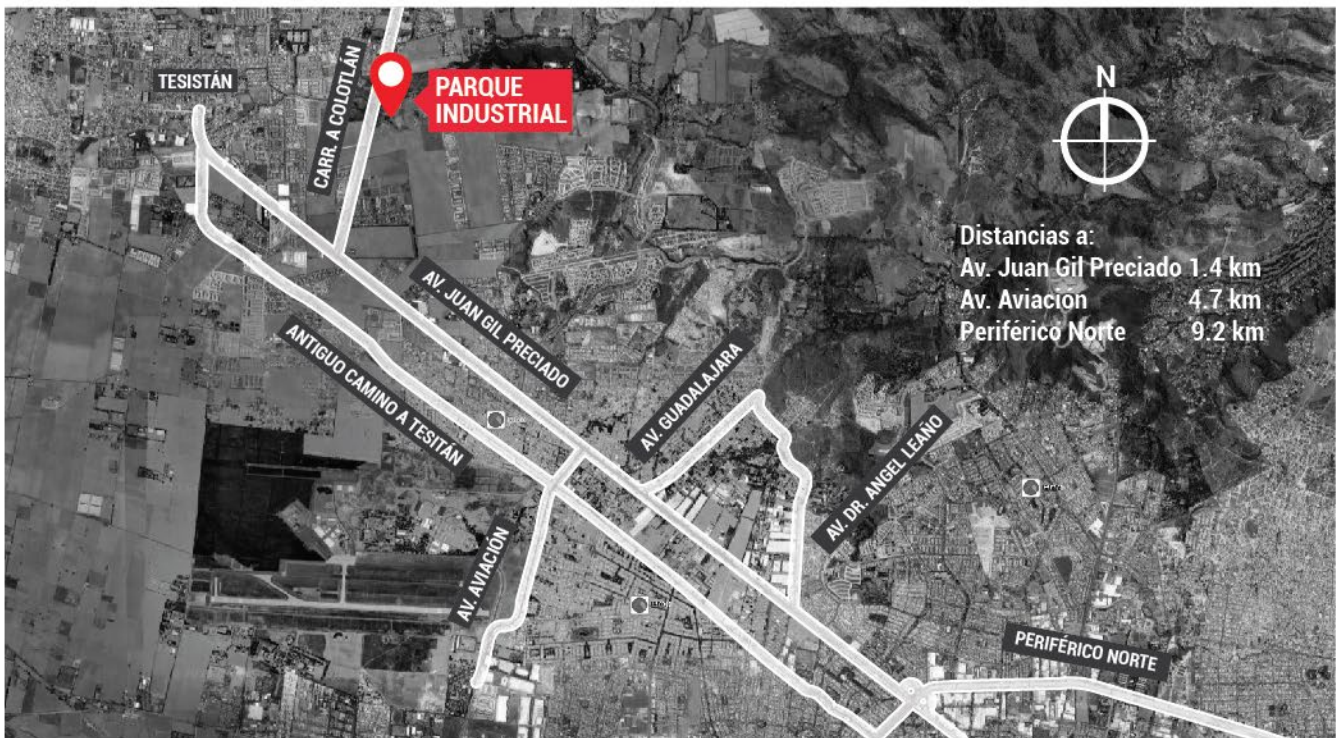 TESISTÁN
CARR. A COLOTLÁN
PARQUE
INDUSTRIAL
N
Distancias a:
Av. Juan Gil Preciado 1.4 km
Av. Aviacion 4.7 km
Periférico Norte 9.2 km
AV. JUAN GIL PRECIADO
ANTIGUO CAMINO A TESITÁN
AV. GUADALAJARA
AV. DR. ANGEL LEAÑO
AV. AVIACIÓN
PERIFÉRICO NORTE